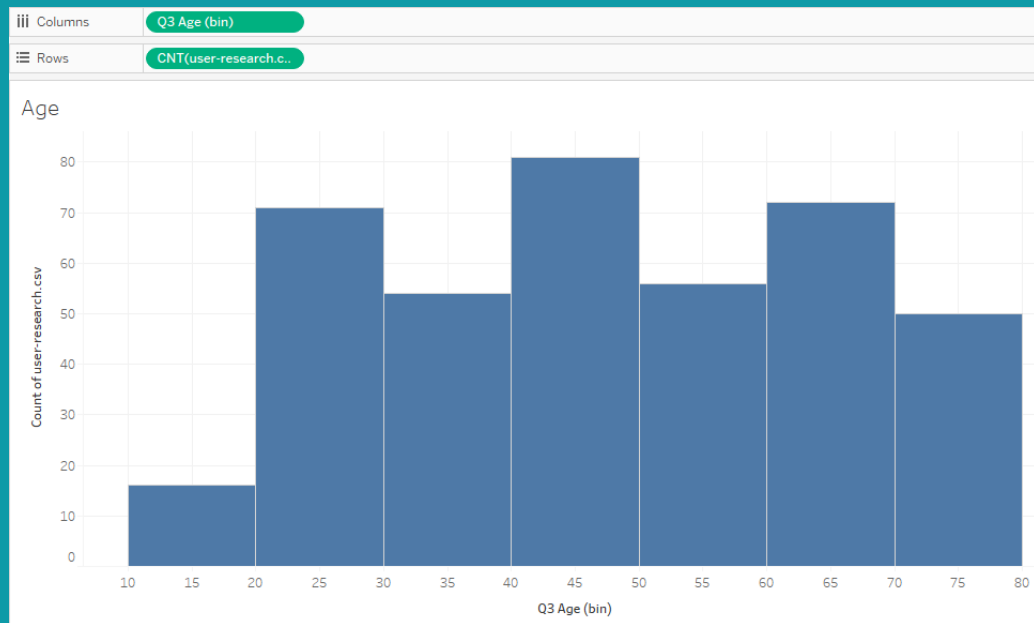 Columns
Q3 Age (bin)
Rows
CNT(user-research.c..
Age
80
70
60
50
40
30
20
10
0
Count of user-research.csv
10 15 20 25 30 35 40 45 50 55 60 65 70 75 80
Q3 Age (bin)